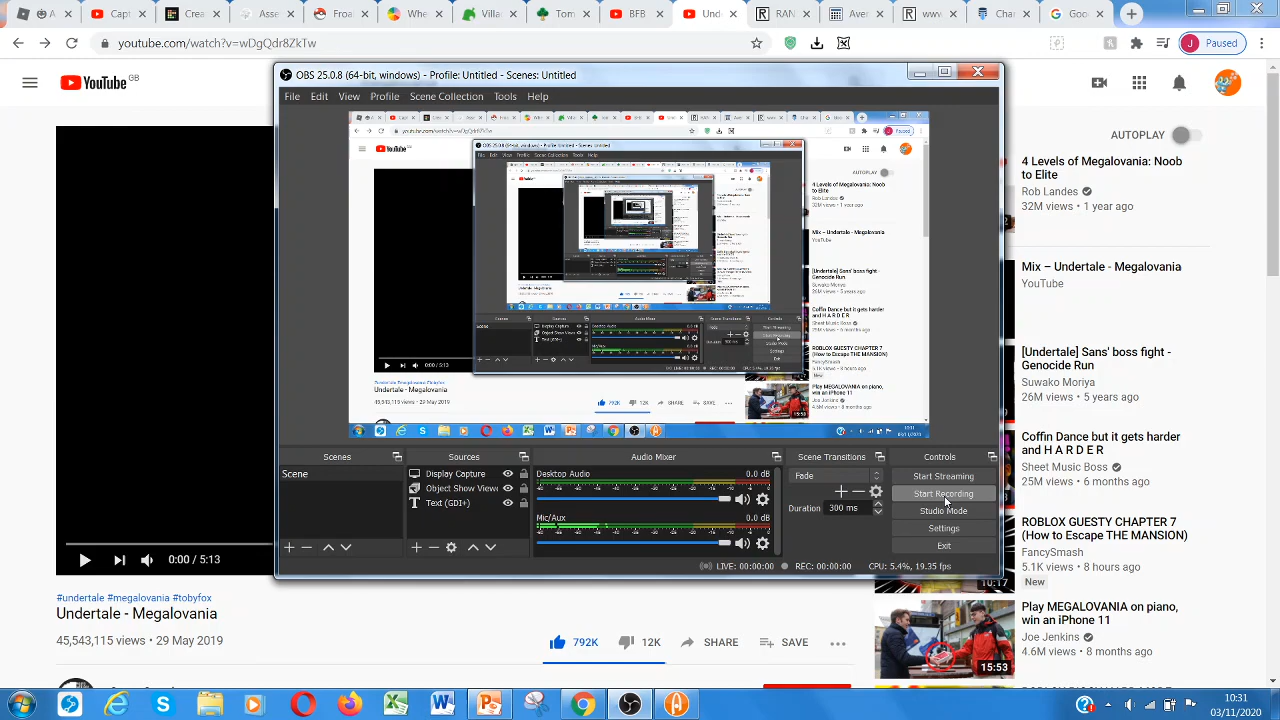 Und
BFB
Paused
youtube.com/watch?v=wDgQdr8ZkTw
YouTube GB
OBS 25.0.8 (64-bit, windows) - Profile: Untitled - Scenes: Untitled
File Edit View Profile Scene Collection Tools Help
AUTOPLAY
4 Levels of Megalovania: Noob
to Elite
Rob Landes
32M views • 1 year ago
Mix – Undertale - Megalovania
YouTube
[Undertale] Sans' boss fight -
Genocide Run
Suwako Moriya
26M views • 5 years ago
Coffin Dance but it gets harder
and H A R D E R
Sheet Music Boss
25M views • 6 months ago
ROBLOX GUESTY CHAPTER 7
(How to Escape THE MANSION)
FancySmash
5.1K views • 8 hours ago
New
10:17
Play MEGALOVANIA on piano,
win an iPhone 11
Joe Jenkins
4.6M views • 8 months ago
15:53
Scenes Sources Audio Mixer Scene Transitions Controls
Scene
Display Capture
Digital Show View
Text (GDI+)
Desktop Audio 0.0 dB
Mic/Aux 0.0 dB
Fade
Duration 300 ms
Start Streaming
Start Recording
Studio Mode
Settings
Exit
LIVE: 00:00:00 REC: 00:00:00 CPU: 5.4%, 19.35 fps
0:00 / 5:13
#undertale #megalovania #tobyfox
Undertale - Megalovania
45,543,115 views • 29 May 2019
792K 12K SHARE SAVE
10:31
03/11/2020